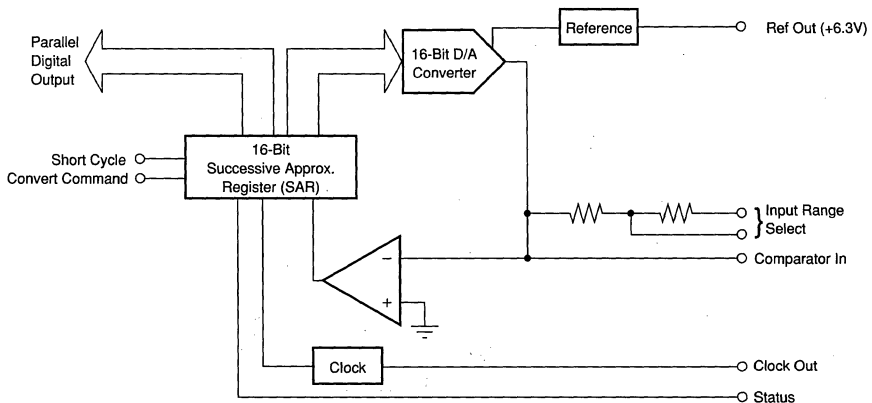 Parallel
Digital
Output
16-Bit D/A
Converter
Reference
Ref Out (+6.3V)
Short Cycle
Convert Command
16-Bit
Successive Approx.
Register (SAR)
Input Range
Select
–
Comparator In
+
Clock
Clock Out
Status